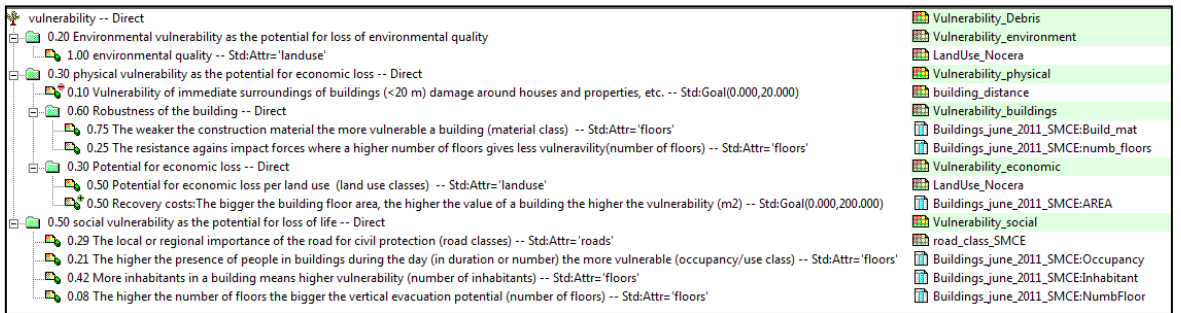 vulnerability -- Direct Vulnerability_Debris
0.20 Environmental vulnerability as the potential for loss of environmental quality Vulnerability_environment
1.00 environmental quality -- Std:Attr='landuse' LandUse_Nocera
0.30 physical vulnerability as the potential for economic loss -- Direct Vulnerability_physical
0.10 Vulnerability of immediate surroundings of buildings (<20 m) damage around houses and properties, etc. -- Std:Goal(0.000,20.000) building_distance
0.60 Robustness of the building -- Direct Vulnerability_buildings
0.75 The weaker the construction material the more vulnerable a building (material class) -- Std:Attr='floors' Buildings_june_2011_SMCE:Build_mat
0.25 The resistance agains impact forces where a higher number of floors gives less vulneravility(number of floors) -- Std:Attr='floors' Buildings_june_2011_SMCE:numb_floors
0.30 Potential for economic loss -- Direct Vulnerability_economic
0.50 Potential for economic loss per land use (land use classes) -- Std:Attr='landuse' LandUse_Nocera
0.50 Recovery costs:The bigger the building floor area, the higher the value of a building the higher the vulnerability (m2) -- Std:Goal(0.000,200.000) Buildings_june_2011_SMCE:AREA
0.50 social vulnerability as the potential for loss of life -- Direct Vulnerability_social
0.29 The local or regional importance of the road for civil protection (road classes) -- Std:Attr='roads' road_class_SMCE
0.21 The higher the presence of people in buildings during the day (in duration or number) the more vulnerable (occupancy/use class) -- Std:Attr='floors' Buildings_june_2011_SMCE:Occupancy
0.42 More inhabitants in a building means higher vulnerability (number of inhabitants) -- Std:Attr='floors' Buildings_june_2011_SMCE:Inhabitant
0.08 The higher the number of floors the bigger the vertical evacuation potential (number of floors) -- Std:Attr='floors' Buildings_june_2011_SMCE:NumbFloor